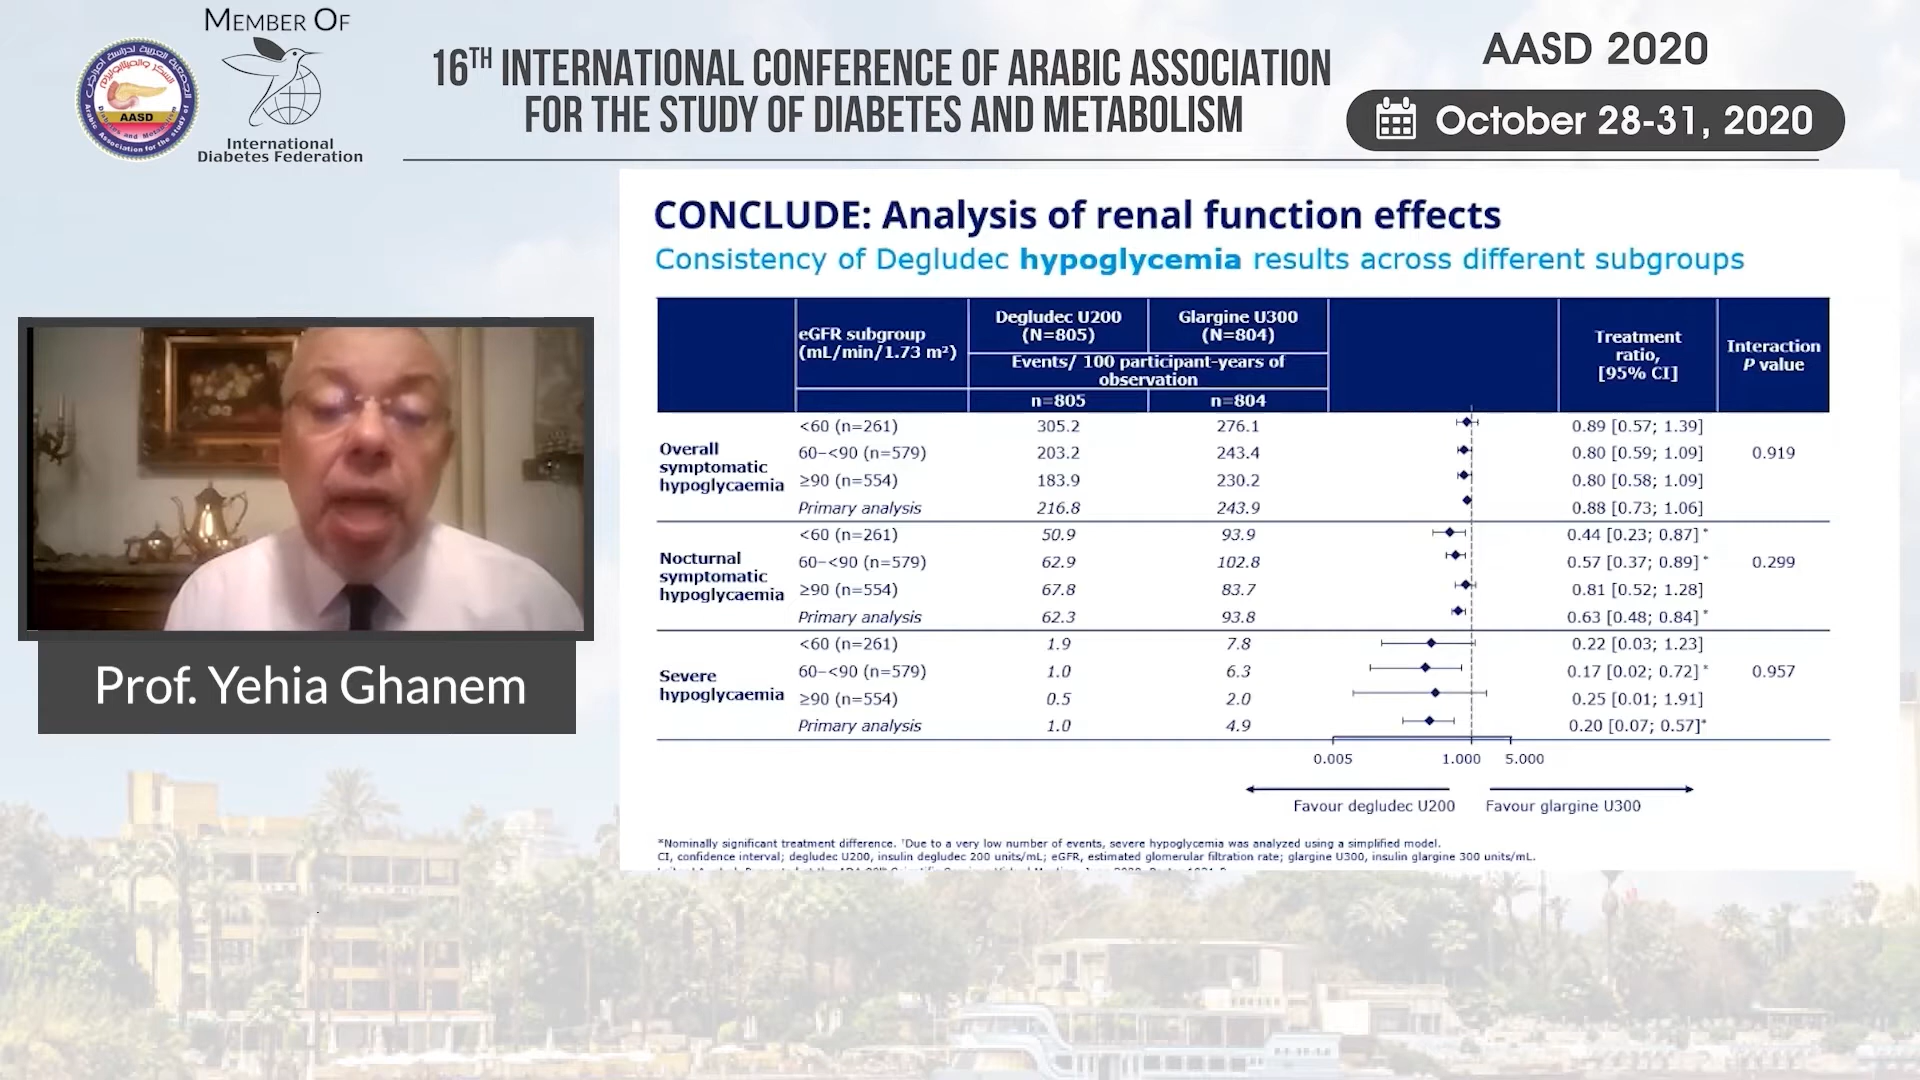 MEMBER OF
AASD
International
Diabetes Federation
16TH INTERNATIONAL CONFERENCE OF ARABIC ASSOCIATION
FOR THE STUDY OF DIABETES AND METABOLISM
AASD 2020
October 28-31, 2020
Prof. Yehia Ghanem
CONCLUDE: Analysis of renal function effects
Consistency of Degludec hypoglycemia results across different subgroups
eGFR subgroup
(mL/min/1.73 m²)
Degludec U200
(N=805)
Glargine U300
(N=804)
Events/ 100 participant-years of
observation
n=805 n=804
Treatment
ratio,
[95% CI]
Interaction
P value
Overall
symptomatic
hypoglycaemia
<60 (n=261) 305.2 276.1 0.89 [0.57; 1.39]
60-<90 (n=579) 203.2 243.4 0.80 [0.59; 1.09] 0.919
≥90 (n=554) 183.9 230.2 0.80 [0.58; 1.09]
Primary analysis 216.8 243.9 0.88 [0.73; 1.06]
Nocturnal
symptomatic
hypoglycaemia
<60 (n=261) 50.9 93.9 0.44 [0.23; 0.87]*
60-<90 (n=579) 62.9 102.8 0.57 [0.37; 0.89]* 0.299
≥90 (n=554) 67.8 83.7 0.81 [0.52; 1.28]
Primary analysis 62.3 93.8 0.63 [0.48; 0.84]*
Severe
hypoglycaemia
<60 (n=261) 1.9 7.8 0.22 [0.03; 1.23]
60-<90 (n=579) 1.0 6.3 0.17 [0.02; 0.72]* 0.957
≥90 (n=554) 0.5 2.0 0.25 [0.01; 1.91]
Primary analysis 1.0 4.9 0.20 [0.07; 0.57]*
0.005 1.000 5.000
Favour degludec U200 Favour glargine U300
*Nominally significant treatment difference. †Due to a very low number of events, severe hypoglycemia was analyzed using a simplified model.
CI, confidence interval; degludec U200, insulin degludec 200 units/mL; eGFR, estimated glomerular filtration rate; glargine U300, insulin glargine 300 units/mL.